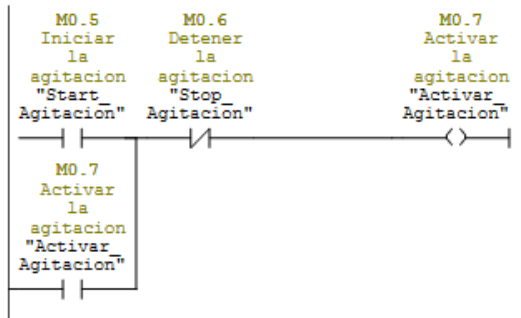 M0.5
Iniciar
la
agitacion
"Start_
Agitacion"
M0.6
Detener
la
agitacion
"Stop_
Agitacion"
M0.7
Activar
la
agitacion
"Activar_
Agitacion"
M0.7
Activar
la
agitacion
"Activar_
Agitacion"